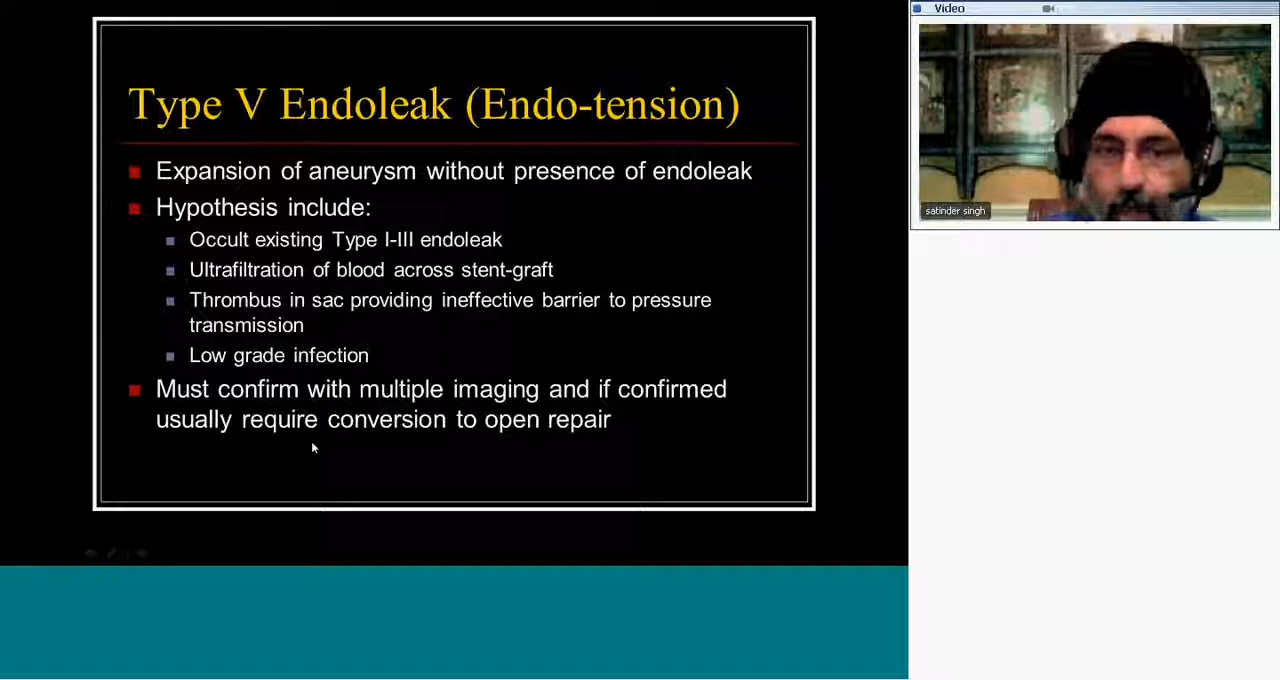 Type V Endoleak (Endo-tension)
Expansion of aneurysm without presence of endoleak
Hypothesis include:
Occult existing Type I-III endoleak
Ultrafiltration of blood across stent-graft
Thrombus in sac providing ineffective barrier to pressure
transmission
Low grade infection
Must confirm with multiple imaging and if confirmed
usually require conversion to open repair
Video
satinder singh